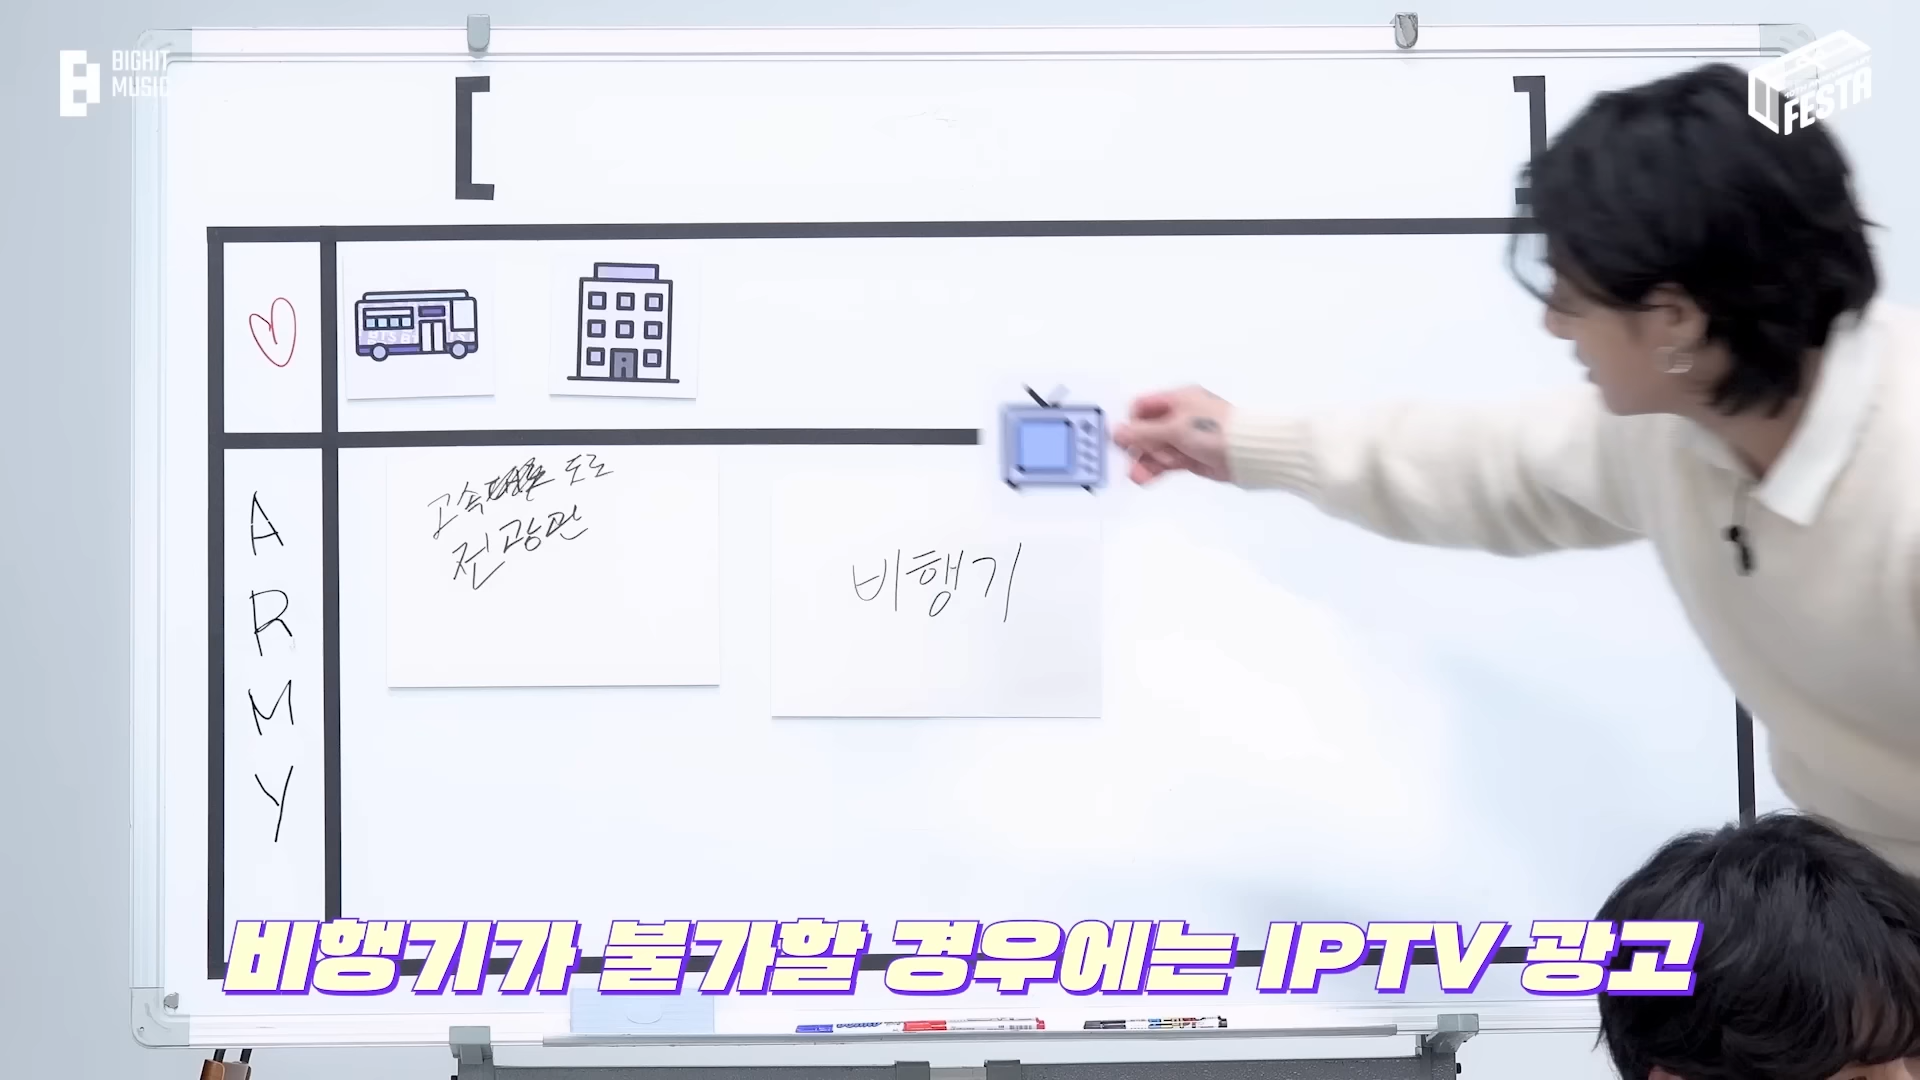 BIGHIT
MUSIC
FESTA
[ ]
A
R
M
Y
고속 도로
전광판
비행기
비행기가 불가할 경우에는 IPTV 광고